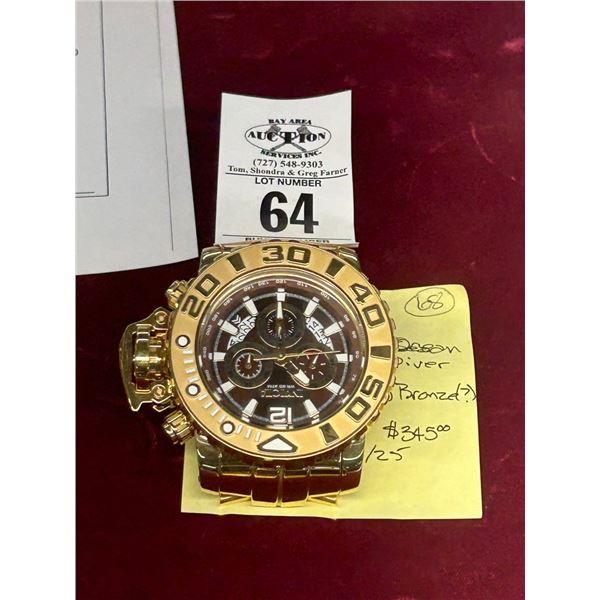 BAY AREA
AUCTION
SERVICES INC.
(727) 548-9303
Tom, Shondra & Greg Farner
LOT NUMBER
64
20 30 40 50
INVICTA
12
168
Ocean
Diver
Bronze?)
$345.00
/25